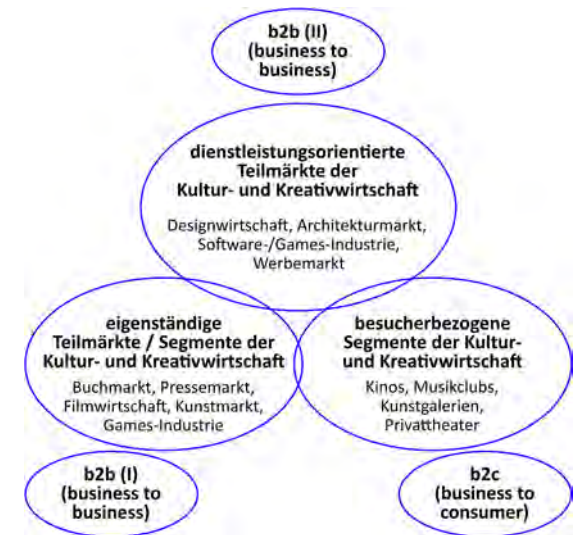 b2b (II)
(business to
business)
dienstleistungsorientierte
Teilmärkte der
Kultur- und Kreativwirtschaft
Designwirtschaft, Architekturmarkt,
Software-/Games-Industrie,
Werbemarkt
eigenständige
Teilmärkte / Segmente der
Kultur- und Kreativwirtschaft
Buchmarkt, Pressemarkt,
Filmwirtschaft, Kunstmarkt,
Games-Industrie
besucherbezogene
Segmente der Kultur-
und Kreativwirtschaft
Kinos, Musikclubs,
Kunstgalerien,
Privattheater
b2b (I)
(business to
business)
b2c
(business to
consumer)